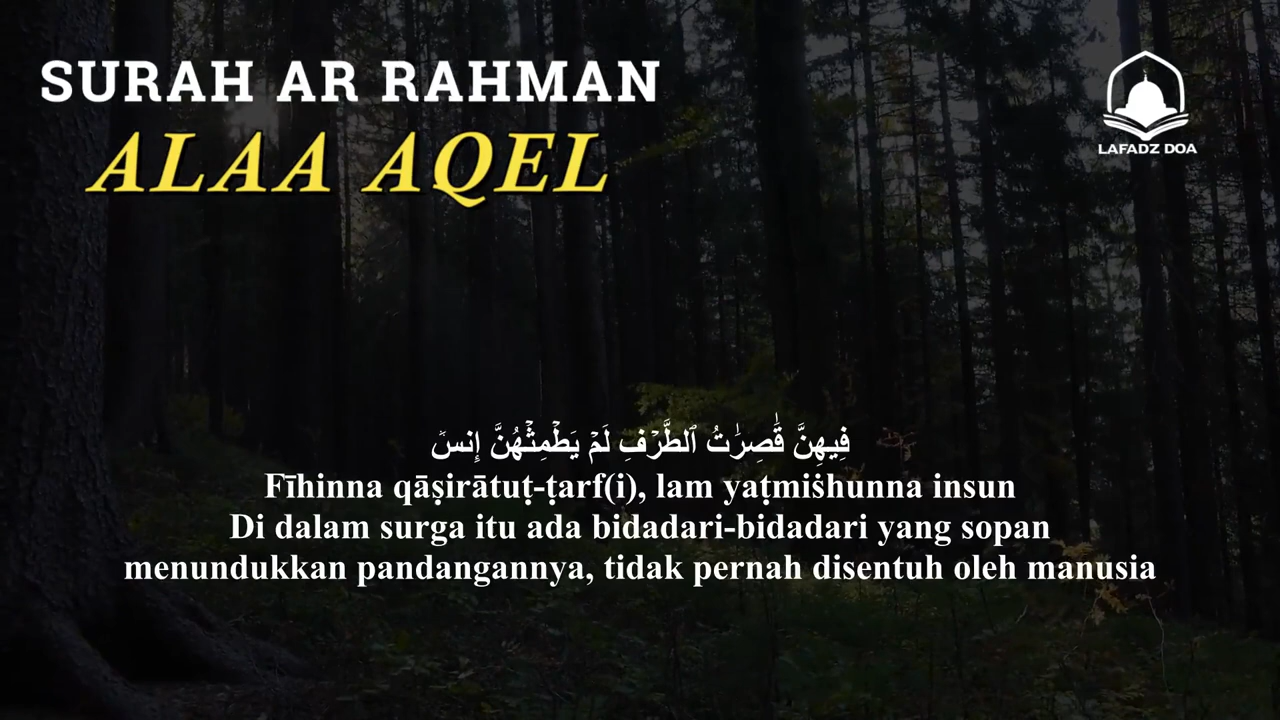 SURAH AR RAHMAN
ALAA AQEL
LAFADZ DOA
فِيهِنَّ قَٰصِرَٰتُ ٱلطَّرْفِ لَمْ يَطْمِثْهُنَّ إِنسٌ
Fīhinna qāṣirātuṭ-ṭarf(i), lam yaṭmiṡhunna insun
Di dalam surga itu ada bidadari-bidadari yang sopan
menundukkan pandangannya, tidak pernah disentuh oleh manusia